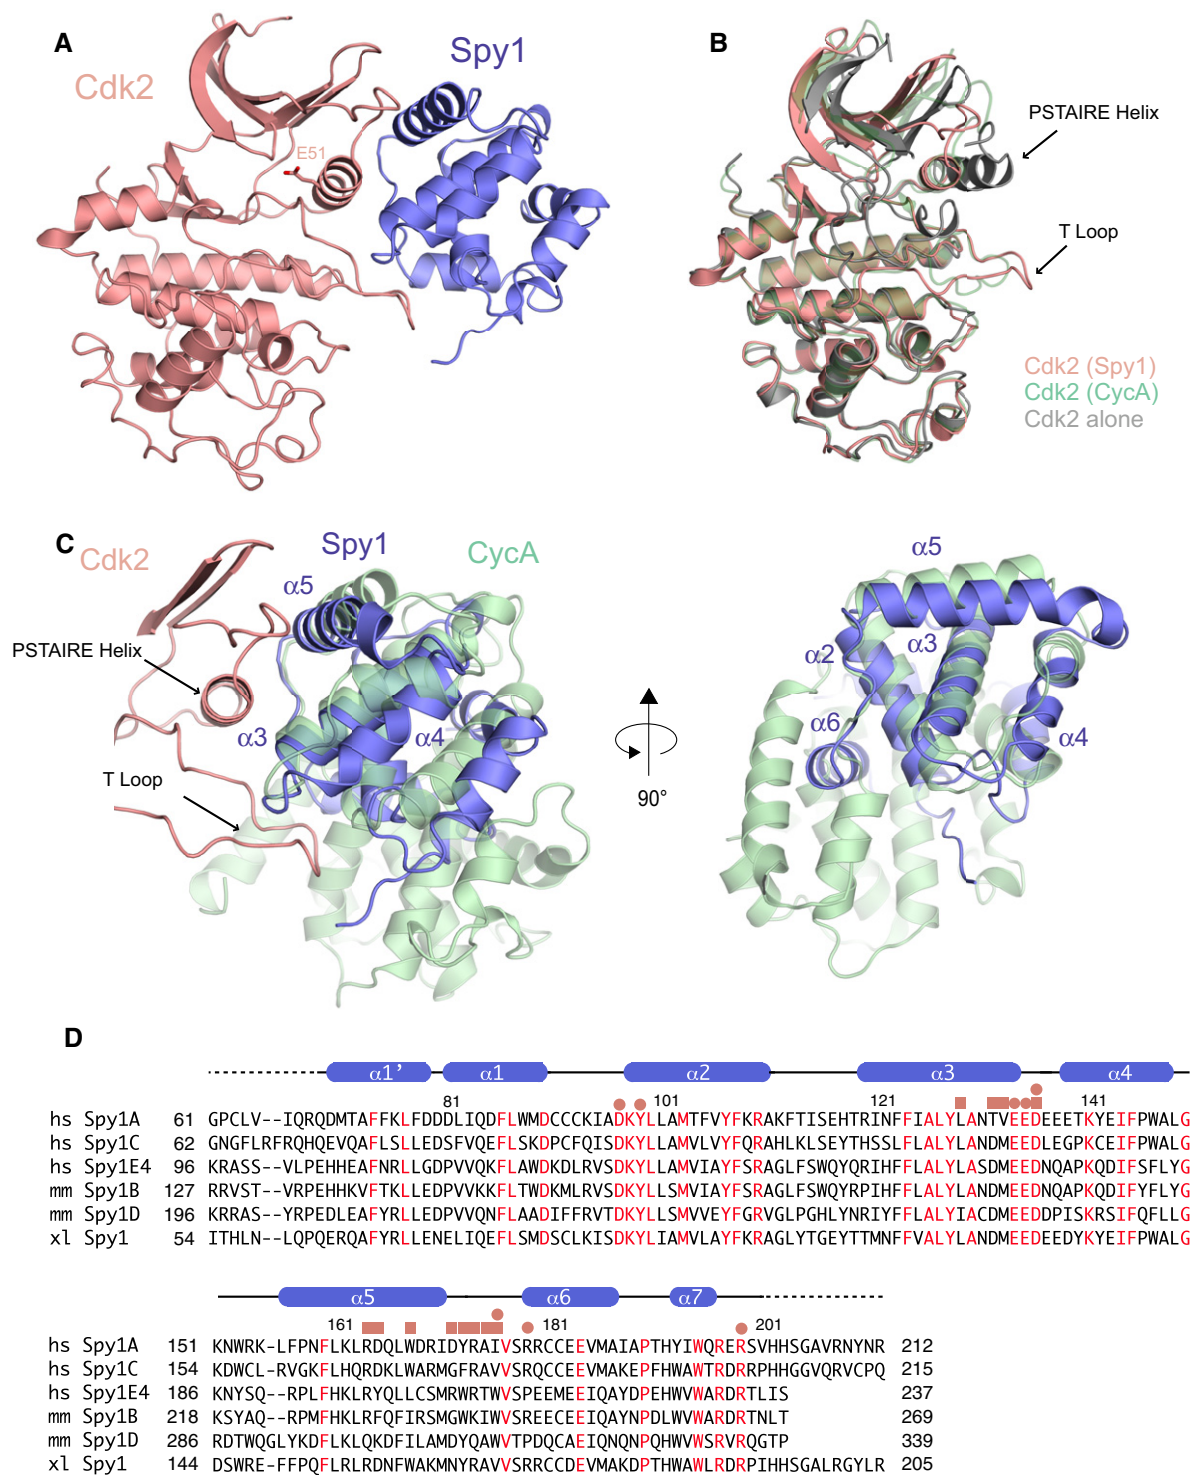 A
Cdk2
Spy1
E51
B
PSTAIRE Helix
T Loop
Cdk2 (Spy1)
Cdk2 (CycA)
Cdk2 alone
C
Cdk2
Spy1
CycA
α5
PSTAIRE Helix
α3
α4
T Loop
90°
α5
α2
α3
α6
α4
D
α1’ α1 α2 α3 α4
81 101 121 141
hs Spy1A 61 GPCLV--IQRQDMTAFFKLFDDDLIQDFLWMDCCCKIADKYLLAMTFVYFKRAKFTISEHTRINFFIALYLANTVEEDEEETKYEIFPWALG
hs Spy1C 62 GNGFLRFRQHQEVQAFLSLLEDSFVQEFLSKDPCFQISDKYLLAMVLVYFQRAHLKLSEYTHSSLFLALYLANDMEEDLEGPKCEIFPWALG
hs Spy1E4 96 KRASS--VLPEHHEAFNRLLGDPVVQKFLAWDKDLRVSDKYLLAMVIAYFSRAGLFSWQYQRIHFFLALYLASDMEEDNQAPKQDIFSFLYG
mm Spy1B 127 RRVST--VRPEHHKVFTKLLEDPVVKKFLTWDKMLRVSDKYLLSMVIAYFSRAGLFSWQYRPIHFFLALYLANDMEEDNQAPKQDIFYFLYG
mm Spy1D 196 KRRAS--YRPEDLEAFYRLLEDPVVQNFLAADIFFRVTDKYLLSMVVEYFGRVGLPGHLYNRIYFFLALYIACDMEEDDPISKRSIFQFLLG
xl Spy1 54 ITHLN--LQPQERQAFYRLLENELIQEFLSMDSCLKISDKYLIAMVLAYFKRAGLYTGEYTTMNFFVALYLANDMEEDEEDYKYEIFPWALG
α5 α6 α7
161 181 201
hs Spy1A 151 KNWRK-LFPNFLKLRDQLWDRIDYRAIVSRRCCEEVMAIAPTHYIWQRERSVHHSGAVRNYNR 212
hs Spy1C 154 KDWCL-RVGKFLHQRDKLWARMGFRAVVSRQCCEEVMAKEPFHWAWTRDRRPHHGGVQRVCPQ 215
hs Spy1E4 186 KNYSQ--RPLFHKLRYQLLCSMRWRTWVSPEEMEEIQAYDPEHWVWARDRTLIS 237
mm Spy1B 218 KSYAQ--RPMFHKLRFQFIRSMGWKIWVSREECEEIQAYNPDLWVWARDRTNLT 269
mm Spy1D 286 RDTWQGLYKDFLKLQKDFILAMDYQAWVTPDQCAEIQNQNPQHWVWSRVRQGTP 339
xl Spy1 144 DSWRE-FFPQFLRLRDNFWAKMNYRAVVSRRCCDEVMAKDPTHWAWLRDRPIHHSGALRGYLR 205